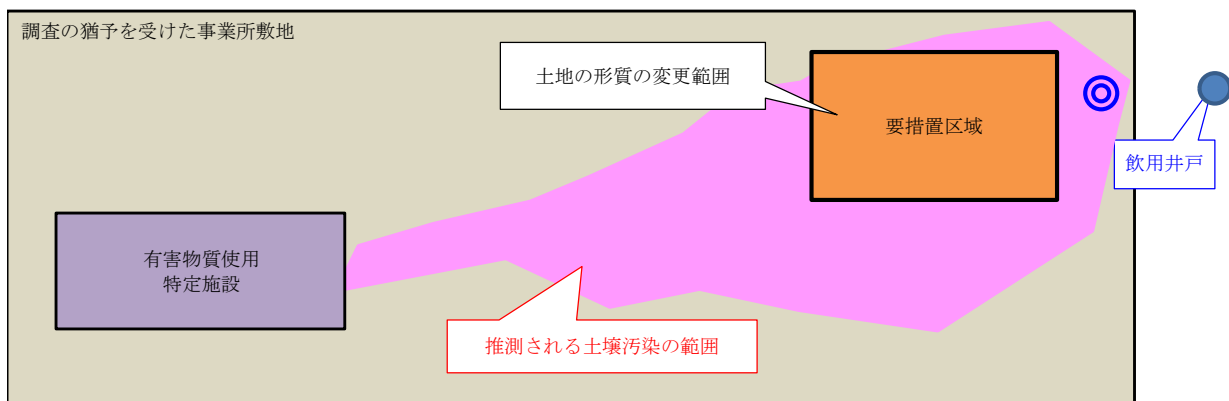 調査の猶予を受けた事業所敷地
土地の形質の変更範囲
要措置区域
飲用井戸
有害物質使用
特定施設
推測される土壌汚染の範囲